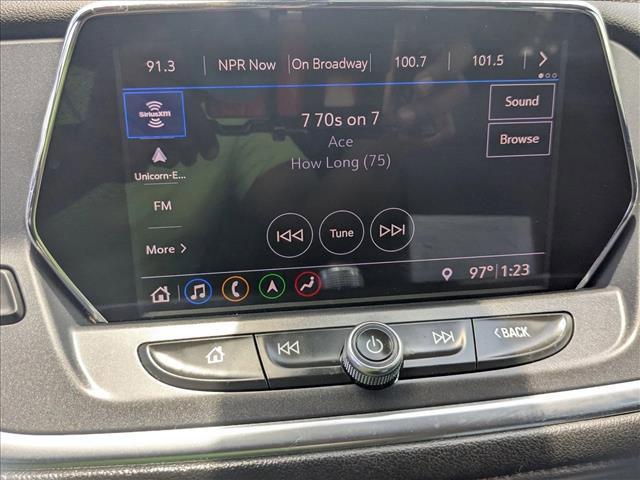 91.3 NPR Now On Broadway 100.7 101.5
SiriusXM
7 70s on 7
Ace
How Long (75)
Sound
Browse
Unicorn-E...
FM
More
Tune
97° 1:23
BACK